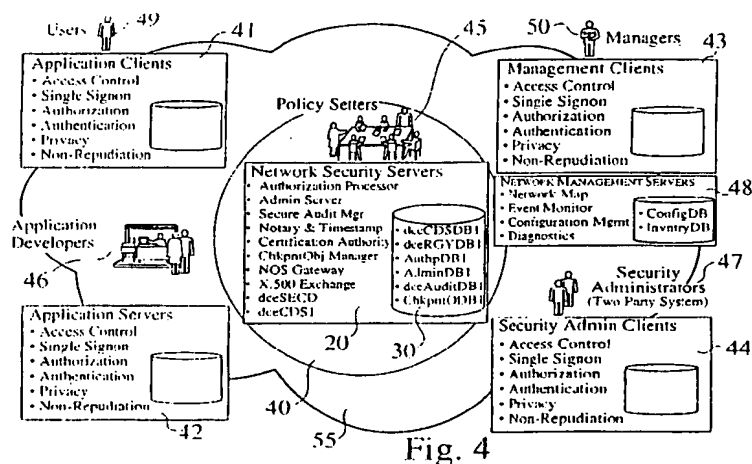 Users 49
Application Clients 41
• Access Control
• Single Signon
• Authorization
• Authentication
• Privacy
• Non-Repudiation
45
Policy Setters
50 Managers
Management Clients 43
• Access Control
• Single Signon
• Authorization
• Authentication
• Privacy
• Non-Repudiation
NETWORK MANAGEMENT SERVERS 48
• Network Map
• Event Monitor
• Configuration Mgmt
• Diagnostics
• ConfigDB
• InvntryDB
Network Security Servers
• Authorization Processor
• Admin Server
• Secure Audit Mgr
• Notary & Timestamp
• Certification Authority
• ChkpntObj Manager
• NOS Gateway
• X.500 Exchange
• dceSECD
• dceCDS1
20
• dceCDSDB1
• dceRGYDB1
• AuthpDB1
• AdminDB1
• dceAuditDB1
• ChkpntODB1
30
Application
Developers
46
Security 47
Administrators
(Two Party System)
Application Servers
• Access Control
• Single Signon
• Authorization
• Authentication
• Privacy
• Non-Repudiation
42
Security Admin Clients
• Access Control
• Single Signon
• Authorization
• Authentication
• Privacy
• Non-Repudiation
44
40
55
Fig. 4